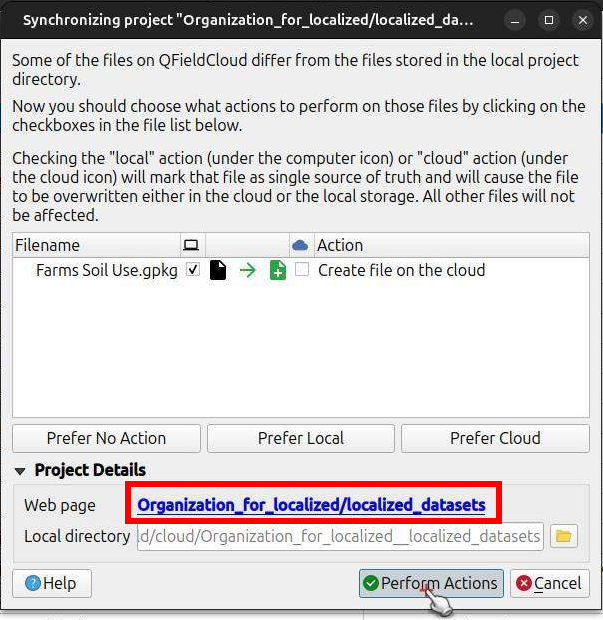 Synchronizing project "Organization_for_localized/localized_da...
Some of the files on QFieldCloud differ from the files stored in the local project
directory.
Now you should choose what actions to perform on those files by clicking on the
checkboxes in the file list below.
Checking the "local" action (under the computer icon) or "cloud" action (under
the cloud icon) will mark that file as single source of truth and will cause the file
to be overwritten either in the cloud or the local storage. All other files will not
be affected.
Filename Action
Farms Soil Use.gpkg Create file on the cloud
Prefer No Action Prefer Local Prefer Cloud
Project Details
Web page Organization_for_localized/localized_datasets
Local directory ld/cloud/Organization_for_localized__localized_datasets
Help Perform Actions Cancel